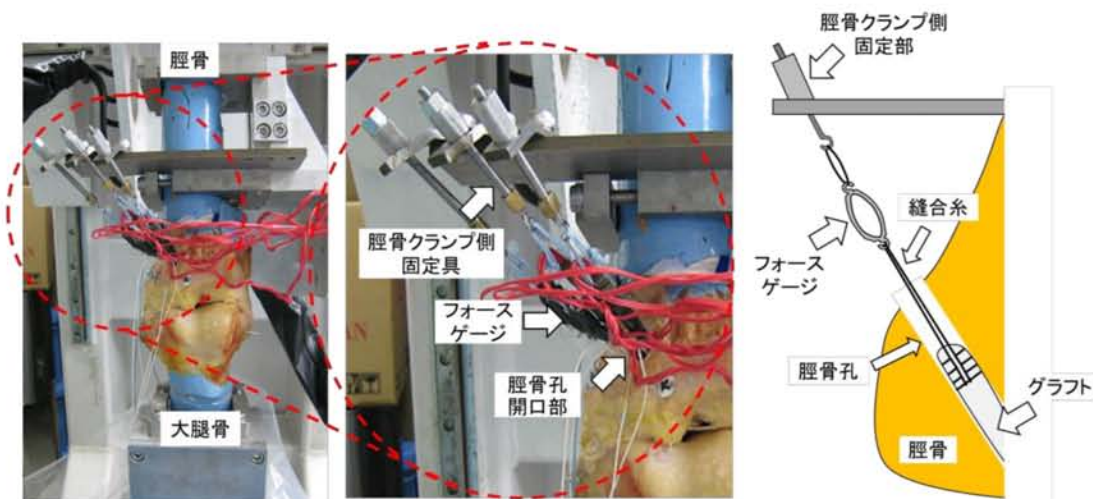 脛骨
大腿骨
脛骨クランプ側
固定具
フォース
ゲージ
脛骨孔
開口部
脛骨クランプ側
固定部
縫合糸
フォース
ゲージ
脛骨孔
グラフト
脛骨